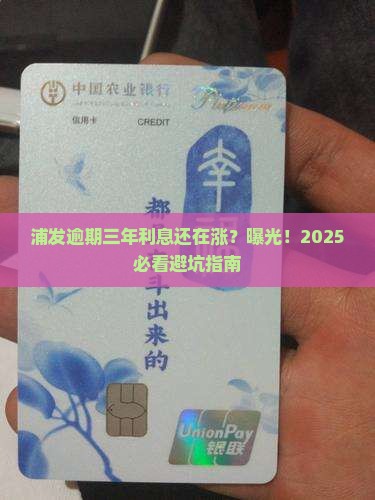 中国农业银行
Platinum
信用卡 CREDIT
幸福
都
浦发逾期三年利息还在涨？曝光！2025
必看避坑指南
斗出来的
UnionPay
银联